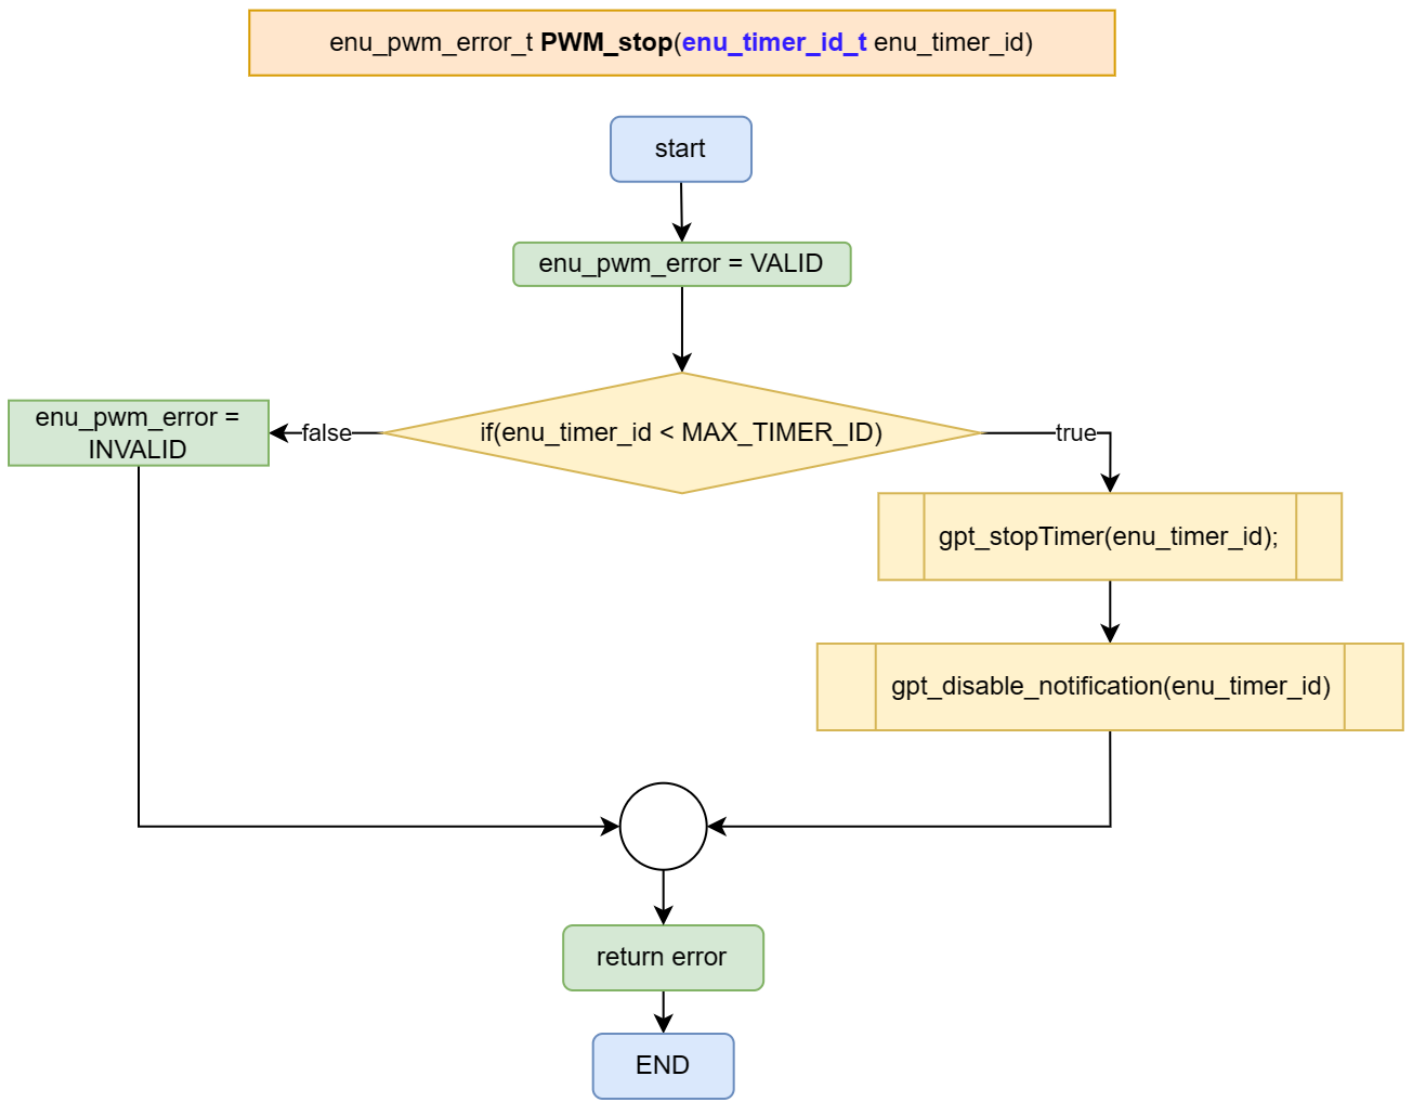 enu_pwm_error_t PWM_stop(enu_timer_id_t enu_timer_id)
start
enu_pwm_error = VALID
if(enu_timer_id < MAX_TIMER_ID)
false
true
enu_pwm_error =
INVALID
gpt_stopTimer(enu_timer_id);
gpt_disable_notification(enu_timer_id)
return error
END